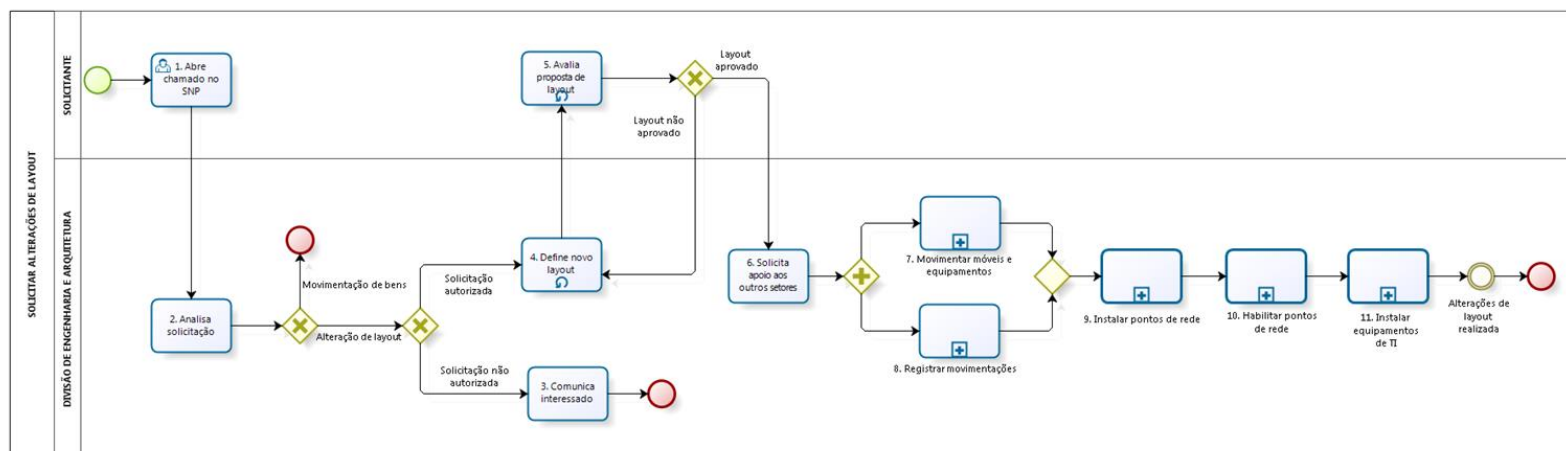 SOLICITAR ALTERAÇÕES DE LAYOUT
SOLICITANTE
1. Abre
chamado no
SNP
5. Avalia
proposta de
layout
Layout
aprovado
Layout não
aprovado
DIVISÃO DE ENGENHARIA E ARQUITETURA
2. Analisa
solicitação
Movimentação de bens
Alteração de layout
Solicitação
autorizada
Solicitação não
autorizada
3. Comunica
interessado
4. Define novo
layout
6. Solicita
apoio aos
outros setores
7. Movimentar móveis e
equipamentos
8. Registrar movimentações
9. Instalar pontos de rede
10. Habilitar pontos
de rede
11. Instalar
equipamentos
de TI
Alterações de
layout
realizada